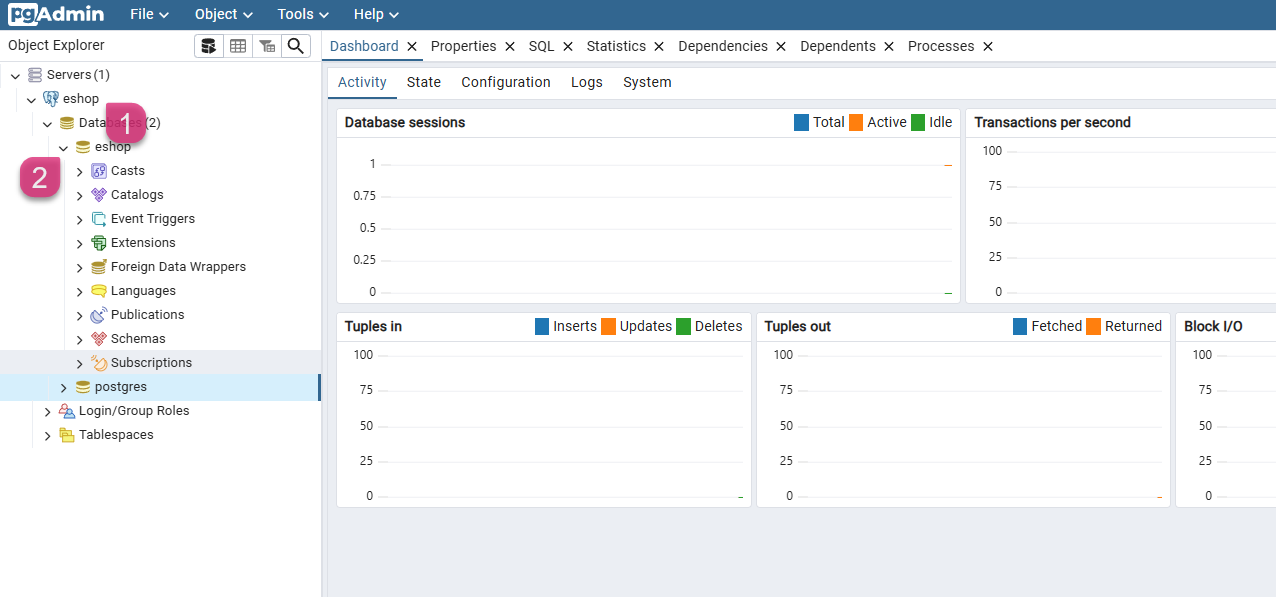 pgAdmin File Object Tools Help
Object Explorer
Dashboard Properties SQL Statistics Dependencies Dependents Processes
Servers (1)
eshop
1
Databases (2)
eshop
2
Casts
Catalogs
Event Triggers
Extensions
Foreign Data Wrappers
Languages
Publications
Schemas
Subscriptions
postgres
Login/Group Roles
Tablespaces
Activity State Configuration Logs System
Database sessions Total Active Idle
1
0.75
0.5
0.25
0
Transactions per second
100
75
50
25
0
Tuples in Inserts Updates Deletes
100
75
50
25
0
Tuples out Fetched Returned
100
75
50
25
0
Block I/O
100
75
50
25
0